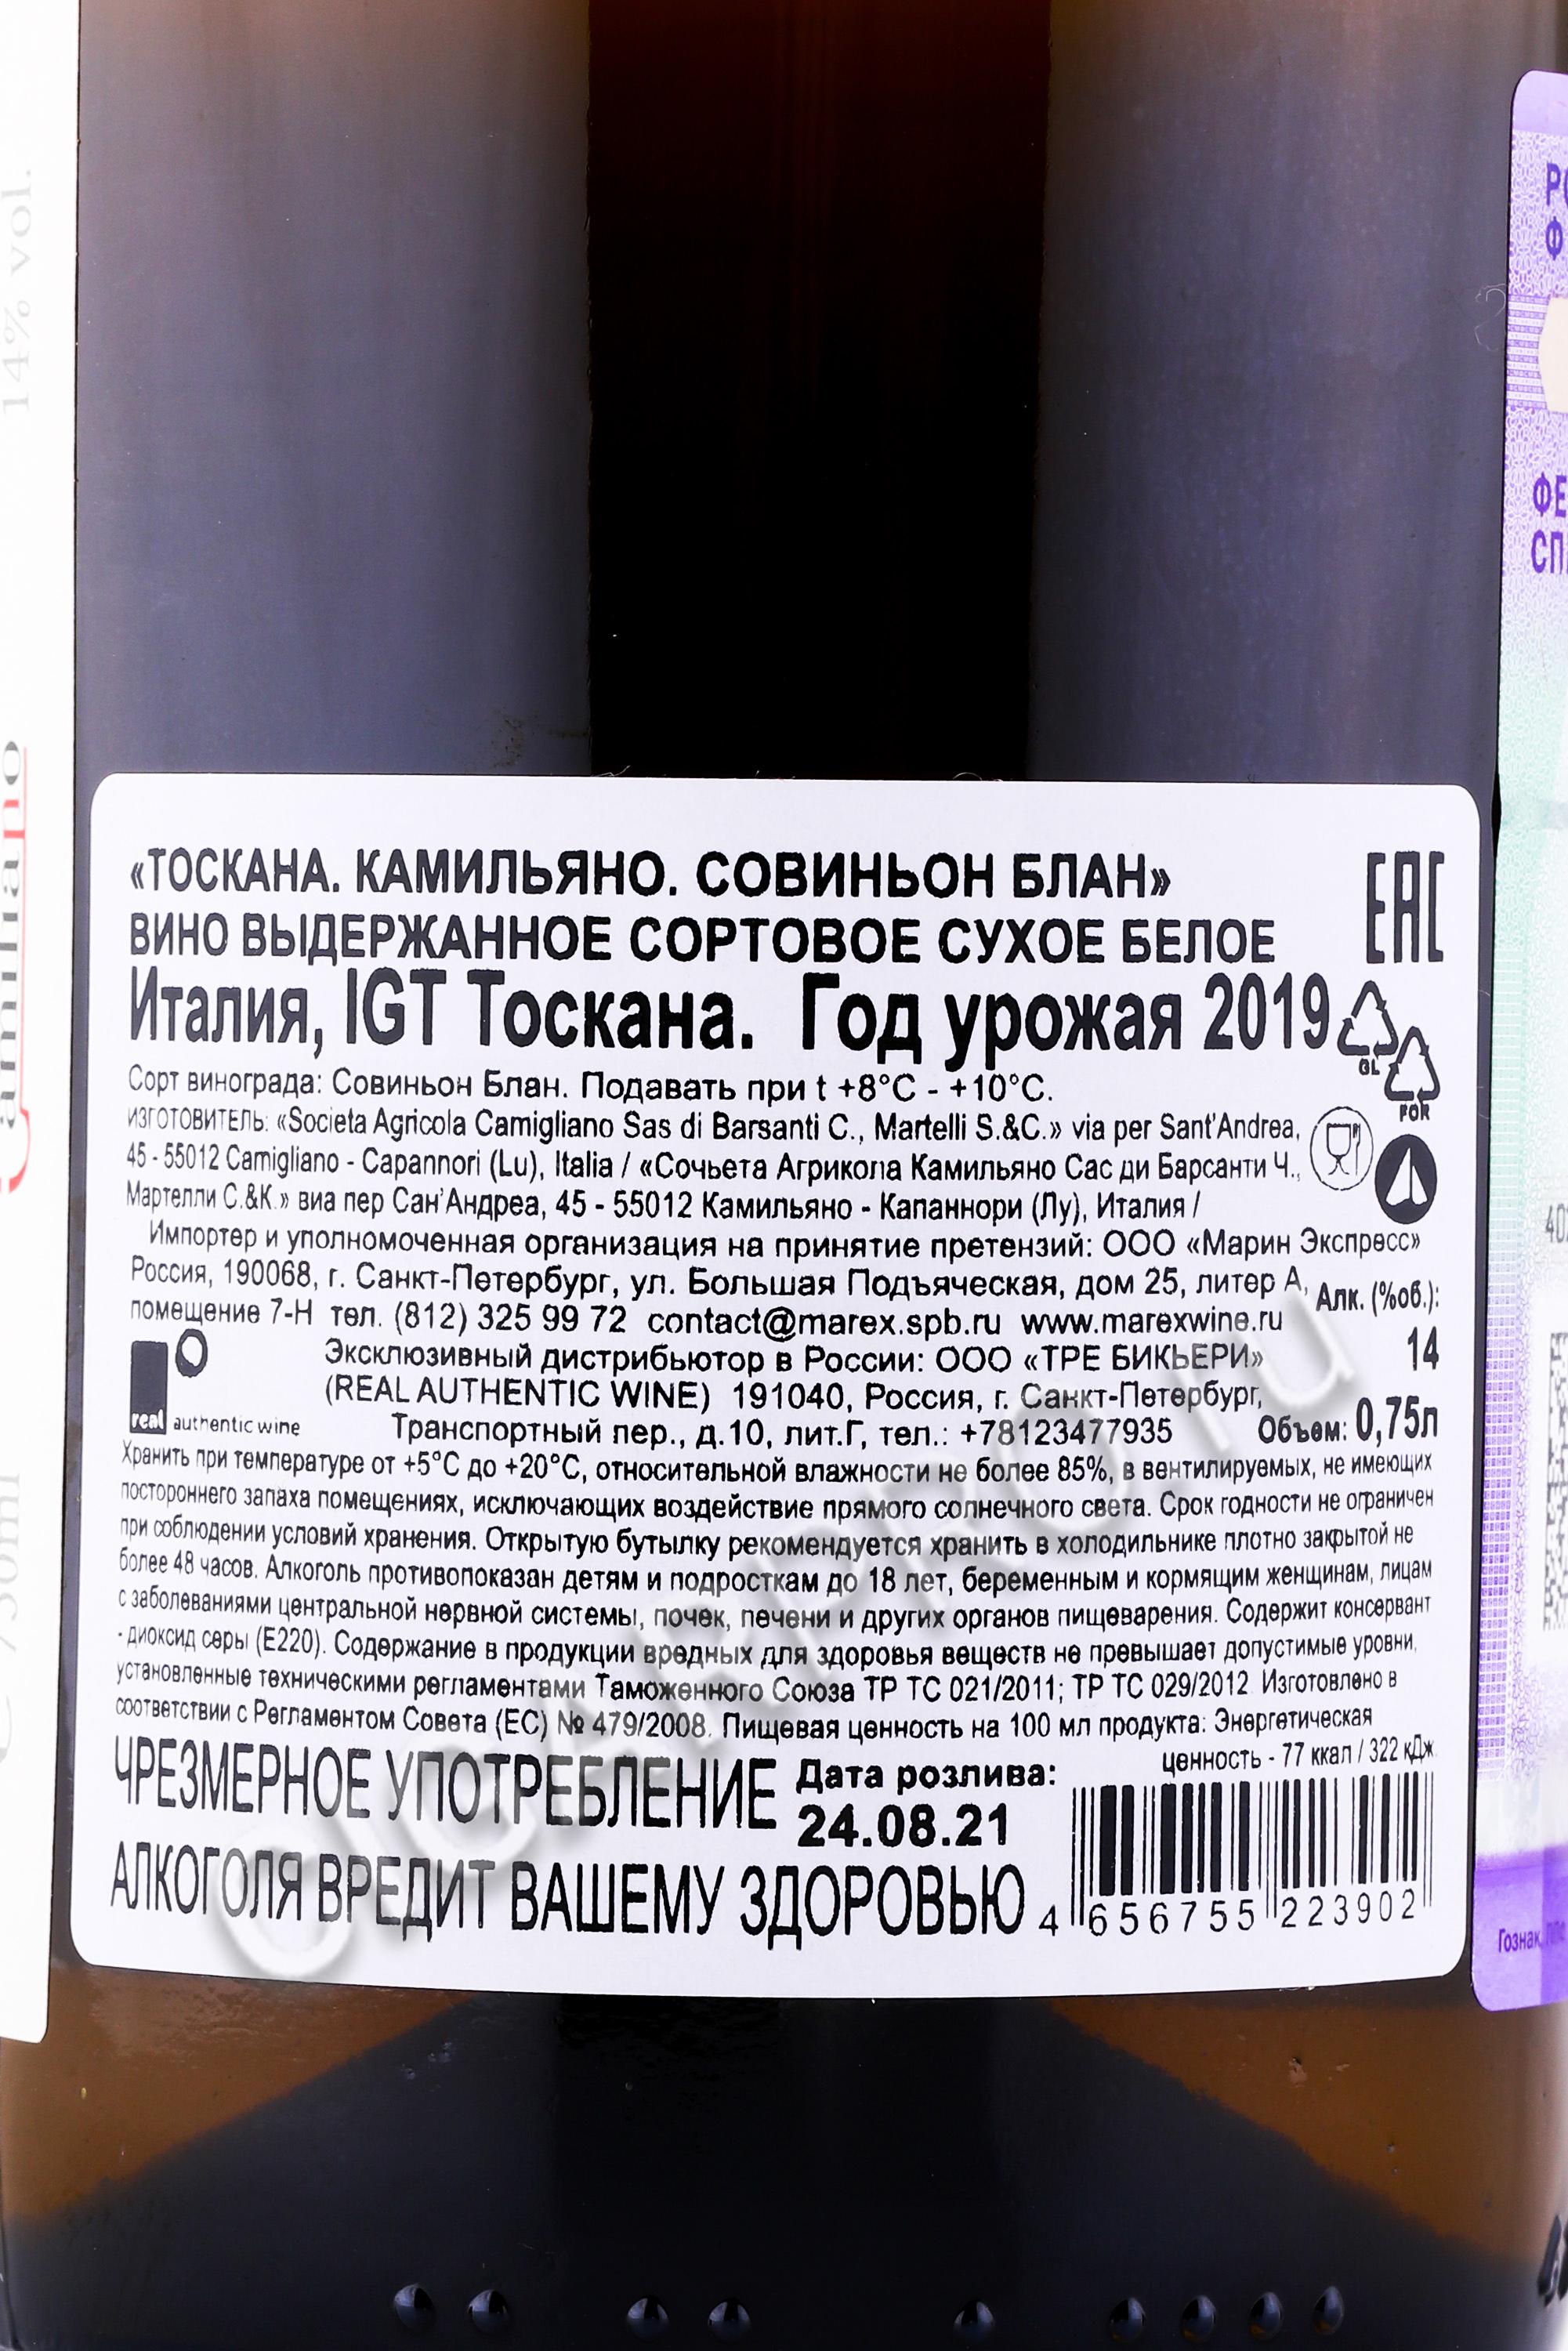 «ТОСКАНА. КАМИЛЬЯНО. СОВИНЬОН БЛАН»
ВИНО ВЫДЕРЖАННОЕ СОРТОВОЕ СУХОЕ БЕЛОЕ
EAC
Италия, IGT Тоскана. Год урожая 2019
GL
FOR
Сорт винограда: Совиньон Блан. Подавать при t +8°C - +10°C.
ИЗГОТОВИТЕЛЬ: «Societa Agricola Camigliano Sas di Barsanti C., Martelli S.&C.» via per Sant'Andrea,
45 - 55012 Camigliano - Capannori (Lu), Italia / «Сочьета Агрикола Камильяно Сас ди Барсанти Ч.,
Мартелли С.&К.» виа пер Сан'Андреа, 45 - 55012 Камильяно - Капаннори (Лу), Италия /
Импортер и уполномоченная организация на принятие претензий: ООО «Марин Экспресс»
Россия, 190068, г. Санкт-Петербург, ул. Большая Подъяческая, дом 25, литер А,
помещение 7-Н тел. (812) 325 99 72 contact@marex.spb.ru www.marexwine.ru
Алк. (%об.):
14
real authentic wine
Эксклюзивный дистрибьютор в России: ООО «ТРЕ БИКЬЕРИ»
(REAL AUTHENTIC WINE) 191040, Россия, г. Санкт-Петербург,
Транспортный пер., д.10, лит.Г, тел.: +78123477935
Объем: 0,75л
Хранить при температуре от +5°С до +20°С, относительной влажности не более 85%, в вентилируемых, не имеющих
постороннего запаха помещениях, исключающих воздействие прямого солнечного света. Срок годности не ограничен
при соблюдении условий хранения. Открытую бутылку рекомендуется хранить в холодильнике плотно закрытой не
более 48 часов. Алкоголь противопоказан детям и подросткам до 18 лет, беременным и кормящим женщинам, лицам
с заболеваниями центральной нервной системы, почек, печени и других органов пищеварения. Содержит консервант
- диоксид серы (Е220). Содержание в продукции вредных для здоровья веществ не превышает допустимые уровни,
установленные техническими регламентами Таможенного Союза ТР ТС 021/2011; ТР ТС 029/2012 Изготовлено в
соответствии с Регламентом Совета (ЕС) № 479/2008. Пищевая ценность на 100 мл продукта: Энергетическая
ценность - 77 ккал / 322 кДж
ЧРЕЗМЕРНОЕ УПОТРЕБЛЕНИЕ
АЛКОГОЛЯ ВРЕДИТ ВАШЕМУ ЗДОРОВЬЮ
Дата розлива:
24.08.21
4 656755 223902
14% vol.
Гознак
CIGARPRO.ru